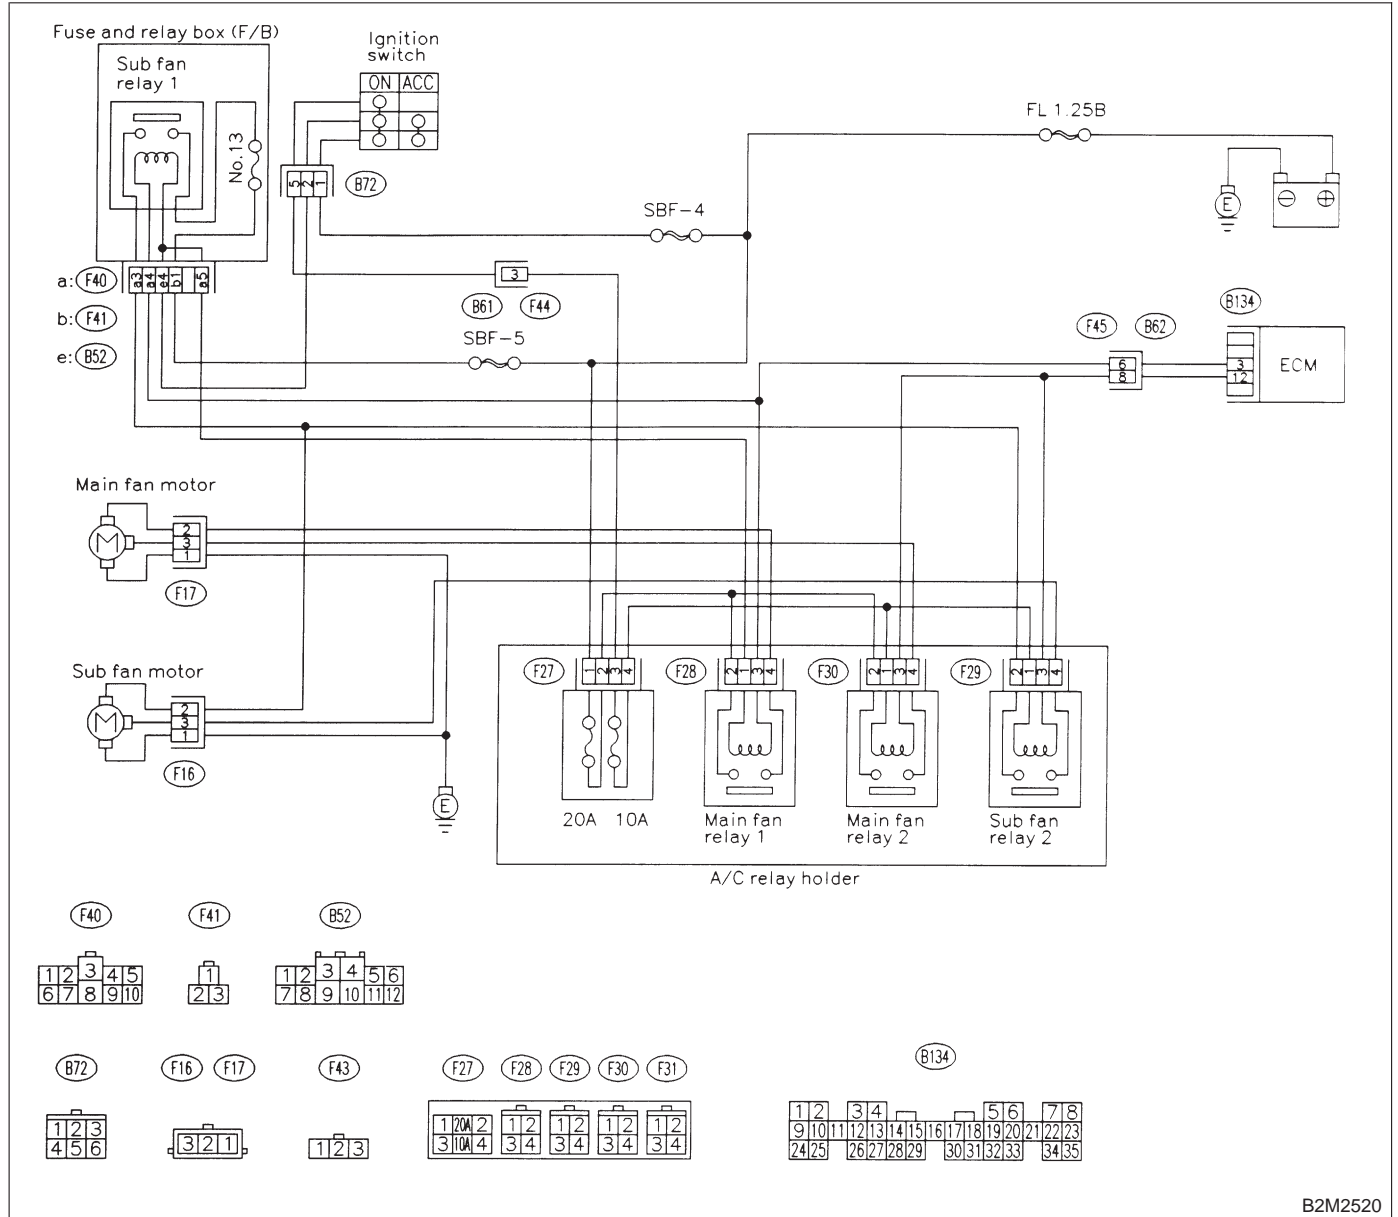 Fuse and relay box (F/B)
Sub fan
relay 1
No.13
Ignition
switch
ON ACC
5 2 1
B72
FL 1.25B
SBF-4
E
a3 a4 e4 b1 a5
a: F40
b: F41
e: B52
3
B61 F44
SBF-5
F45 B62
6
8
B134
3
12
ECM
Main fan motor
M
2
3
1
F17
Sub fan motor
M
2
3
1
F16
E
F27
1 2 3 4
F28
2 1 3 4
F30
2 1 3 4
F29
2 1 3 4
20A 10A
Main fan
relay 1
Main fan
relay 2
Sub fan
relay 2
A/C relay holder
F40
1 2 3 4 5
6 7 8 9 10
F41
1
2 3
B52
1 2 3 4 5 6
7 8 9 10 11 12
B72
1 2 3
4 5 6
F16 F17
3 2 1
F43
1 2 3
F27 F28 F29 F30 F31
1 20A 2 1 2 1 2 1 2 1 2
3 10A 4 3 4 3 4 3 4 3 4
B134
1 2 3 4 5 6 7 8
9 10 11 12 13 14 15 16 17 18 19 20 21 22 23
24 25 26 27 28 29 30 31 32 33 34 35
B2M2520